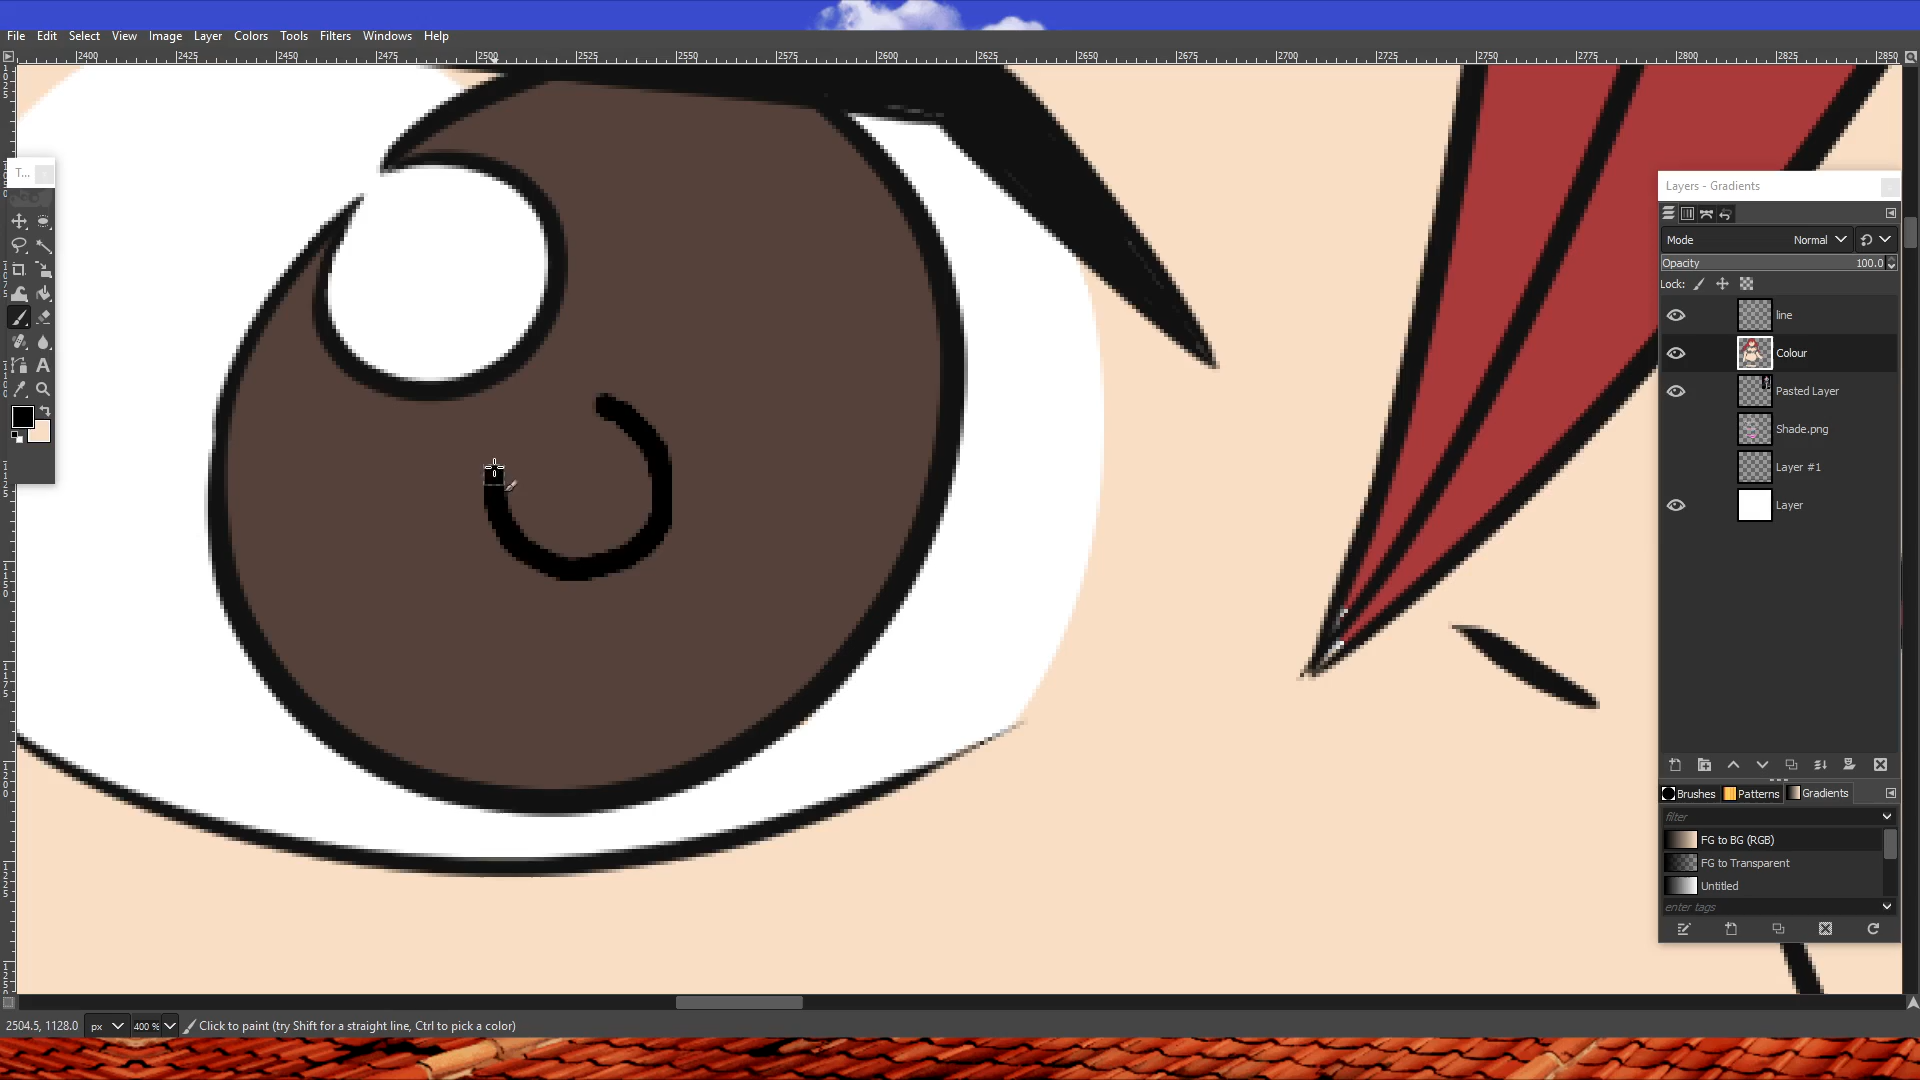 File Edit Select View Image Layer Colors Tools Filters Windows Help
2400 2425 2450 2475 2500 2525 2550 2575 2600 2625 2650 2675 2700 2725 2750 2775 2800 2825 2850
T...
Layers - Gradients
Mode Normal
Opacity 100.0
Lock:
line
Colour
Pasted Layer
Shade.png
Layer #1
Layer
Brushes Patterns Gradients
filter
FG to BG (RGB)
FG to Transparent
Untitled
enter tags
2504.5, 1128.0 px 400 % Click to paint (try Shift for a straight line, Ctrl to pick a color)